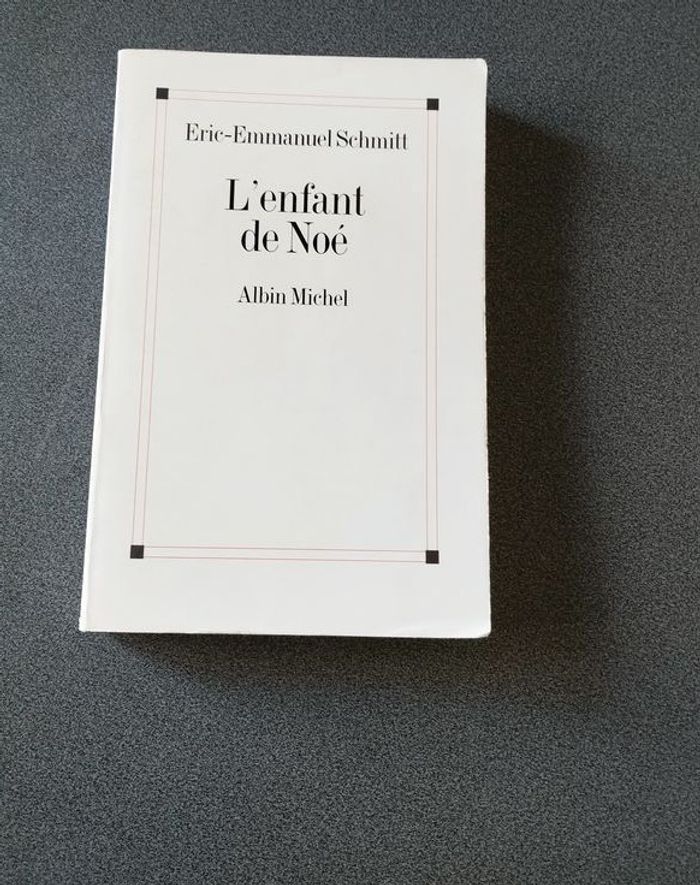 Eric-Emmanuel Schmitt
L'enfant
de Noé
Albin Michel